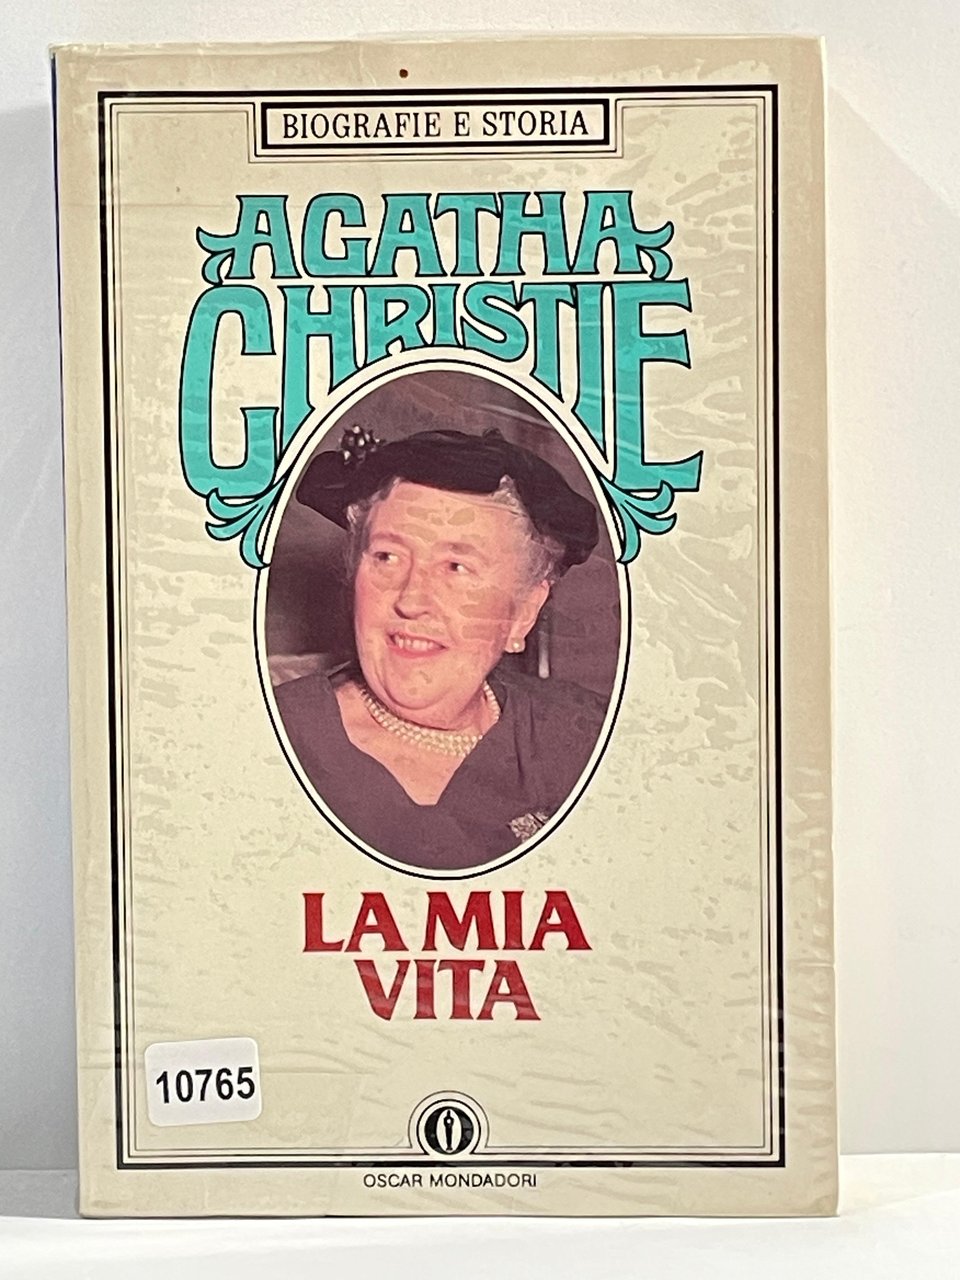 BIOGRAFIE E STORIA
AGATHA
CHRISTIE
LA MIA
VITA
10765
OSCAR MONDADORI